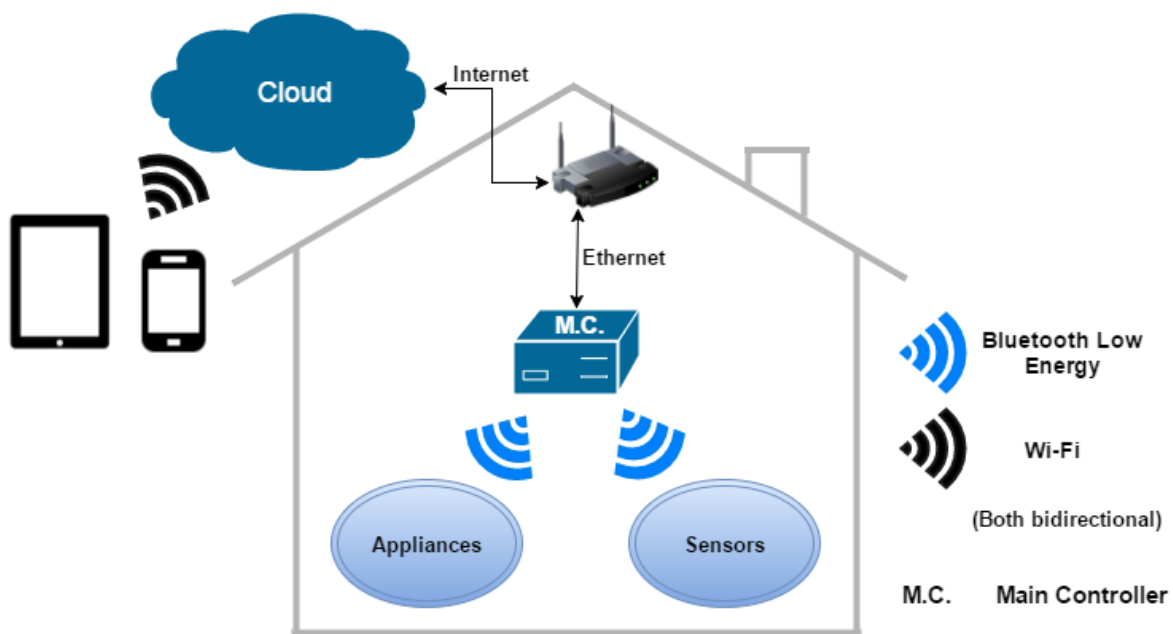 Cloud
Internet
Ethernet
M.C.
Appliances
Sensors
Bluetooth Low
Energy
Wi-Fi
(Both bidirectional)
M.C. Main Controller